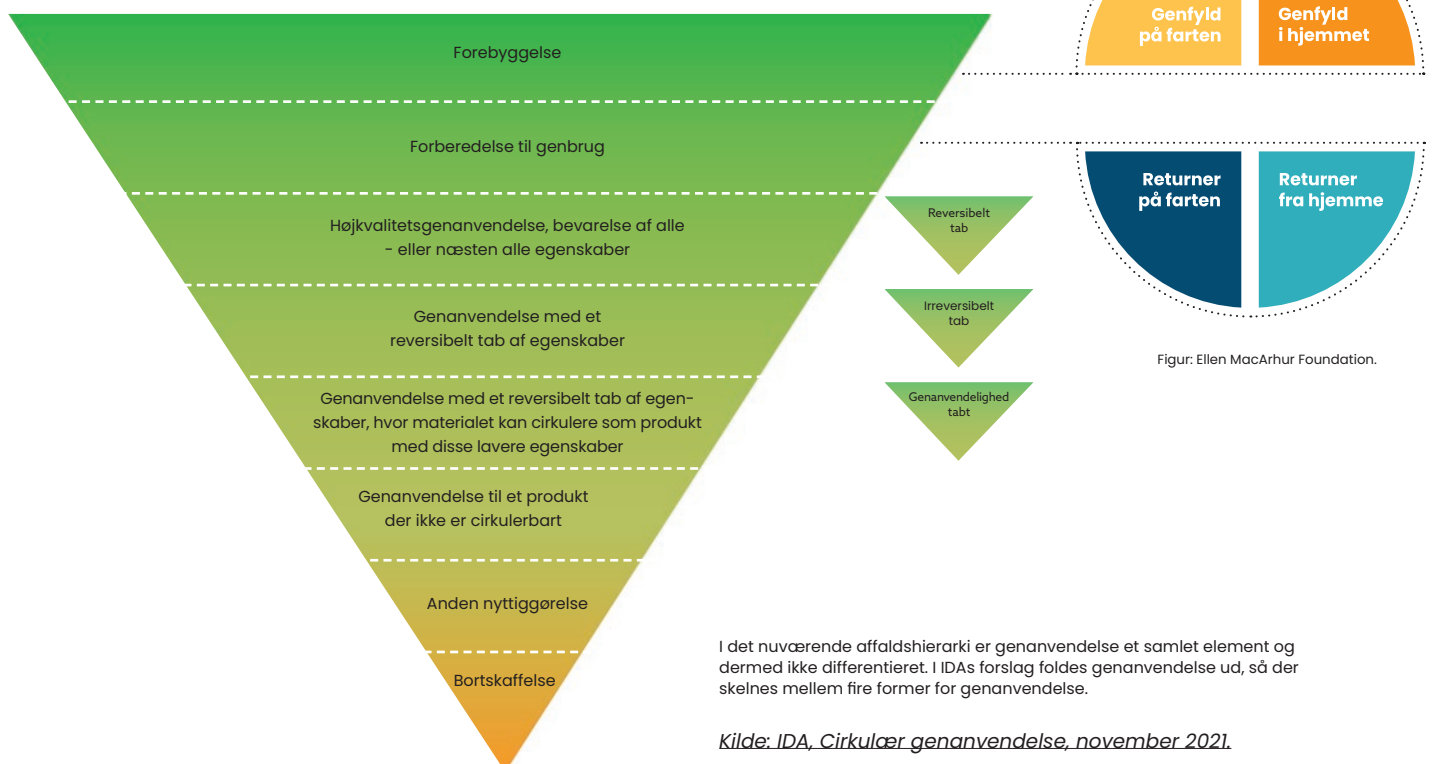 Forebyggelse
Forberedelse til genbrug
Højkvalitetsgenanvendelse, bevarelse af alle
- eller næsten alle egenskaber
Genanvendelse med et
reversibelt tab af egenskaber
Genanvendelse med et reversibelt tab af egen-
skaber, hvor materialet kan cirkulere som produkt
med disse lavere egenskaber
Genanvendelse til et produkt
der ikke er cirkulerbart
Anden nyttiggørelse
Bortskaffelse
Reversibelt
tab
Irreversibelt
tab
Genanvendelighed
tabt
Genfyld
på farten
Genfyld
i hjemmet
Returner
på farten
Returner
fra hjemme
Figur: Ellen MacArhur Foundation.
I det nuværende affaldshierarki er genanvendelse et samlet element og
dermed ikke differentieret. I IDAs forslag foldes genanvendelse ud, så der
skelnes mellem fire former for genanvendelse.
Kilde: IDA, Cirkulær genanvendelse, november 2021.